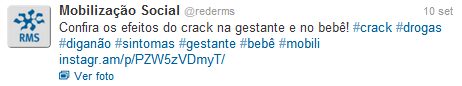 Mobilização Social @rederms 10 set
RMS
Confira os efeitos do crack na gestante e no bebê! #crack #drogas
#diganão #sintomas #gestante #bebê #mobili
instagr.am/p/PZW5zVDmyT/
Ver foto